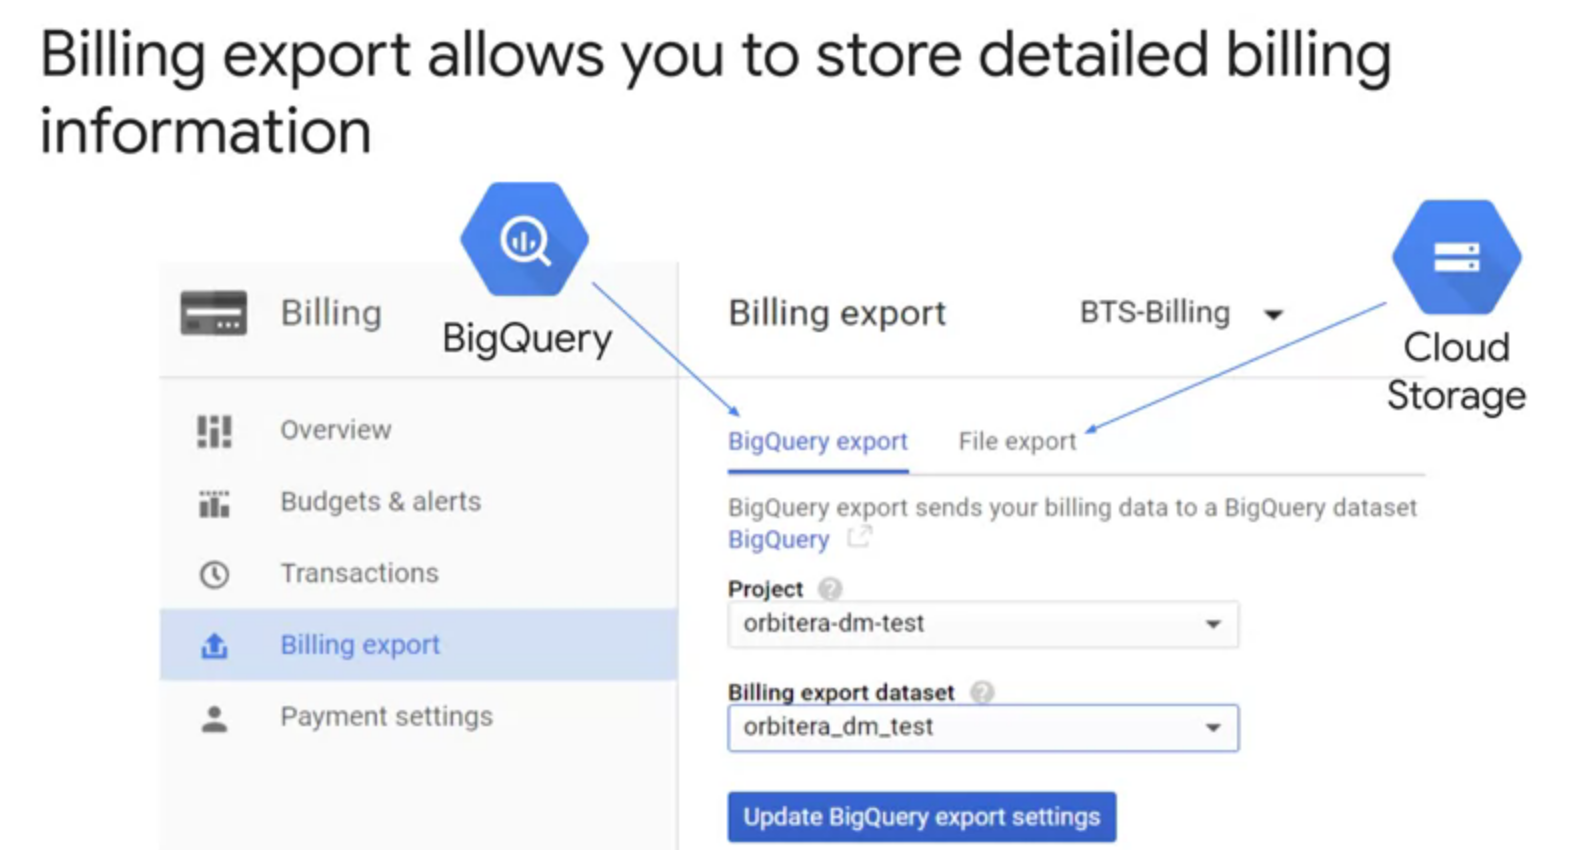 Billing export allows you to store detailed billing
information
Billing
BigQuery
Billing export
BTS-Billing
Cloud
Storage
Overview
Budgets & alerts
Transactions
Billing export
Payment settings
BigQuery export
File export
BigQuery export sends your billing data to a BigQuery dataset
BigQuery
Project
orbitera-dm-test
Billing export dataset
orbitera_dm_test
Update BigQuery export settings